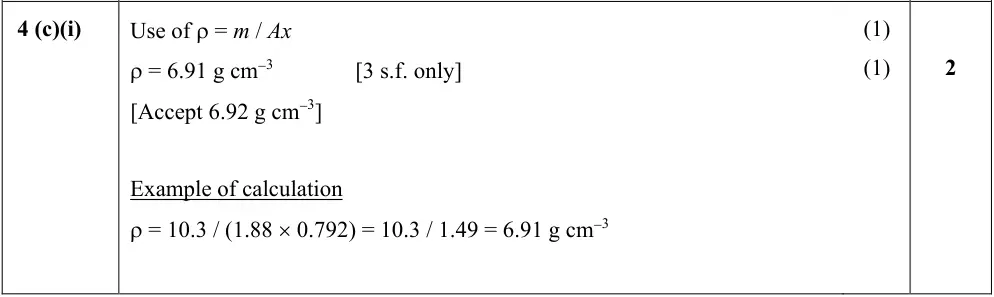 4 (c)(i) Use of ρ = m / Ax (1)
ρ = 6.91 g cm⁻³ [3 s.f. only] (1) 2
[Accept 6.92 g cm⁻³]
Example of calculation
ρ = 10.3 / (1.88 × 0.792) = 10.3 / 1.49 = 6.91 g cm⁻³